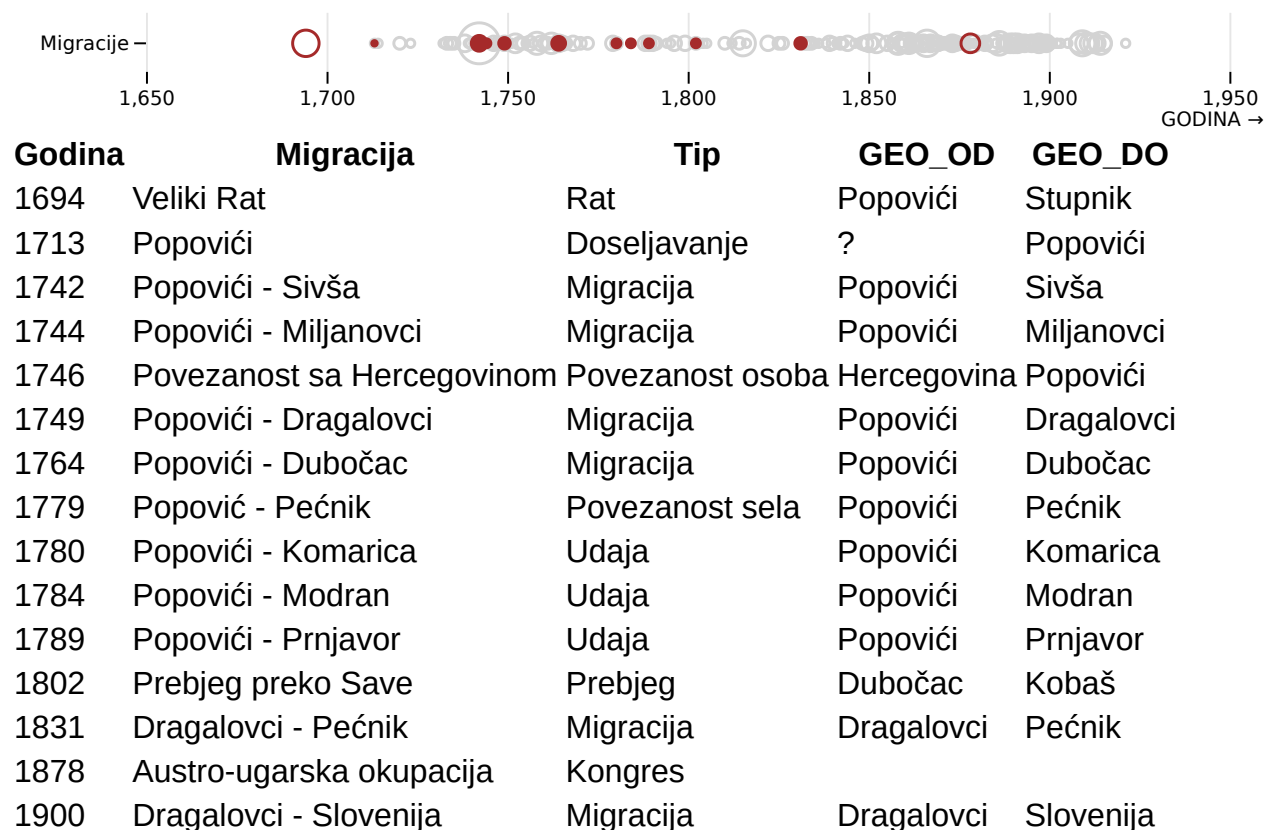 Migracije
1,650 1,700 1,750 1,800 1,850 1,900 1,950
GODINA →
Godina Migracija Tip GEO_OD GEO_DO
1694 Veliki Rat Rat Popovići Stupnik
1713 Popovići Doseljavanje ? Popovići
1742 Popovići - Sivša Migracija Popovići Sivša
1744 Popovići - Miljanovci Migracija Popovići Miljanovci
1746 Povezanost sa Hercegovinom Povezanost osoba Hercegovina Popovići
1749 Popovići - Dragalovci Migracija Popovići Dragalovci
1764 Popovići - Dubočac Migracija Popovići Dubočac
1779 Popović - Pećnik Povezanost sela Popovići Pećnik
1780 Popovići - Komarica Udaja Popovići Komarica
1784 Popovići - Modran Udaja Popovići Modran
1789 Popovići - Prnjavor Udaja Popovići Prnjavor
1802 Prebjeg preko Save Prebjeg Dubočac Kobaš
1831 Dragalovci - Pećnik Migracija Dragalovci Pećnik
1878 Austro-ugarska okupacija Kongres
1900 Dragalovci - Slovenija Migracija Dragalovci Slovenija